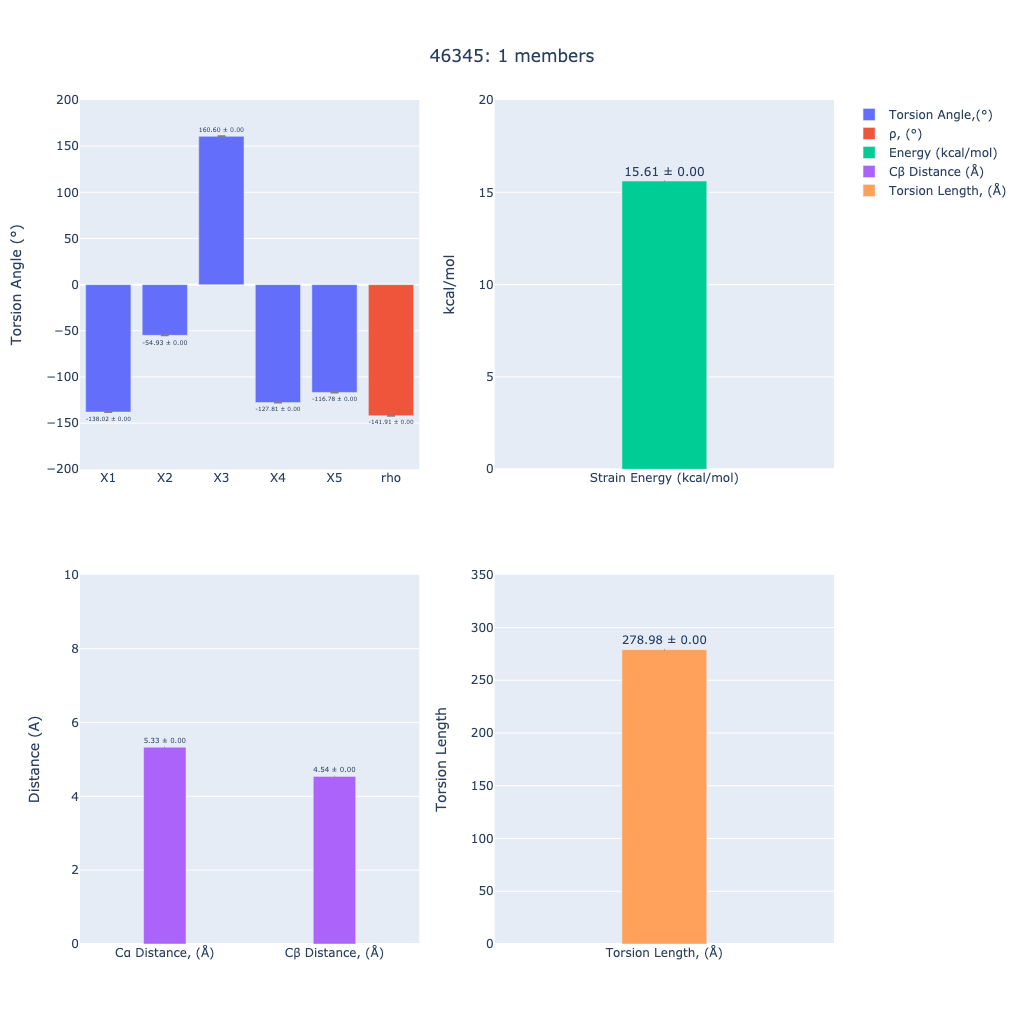 46345: 1 members
Torsion Angle (°)
200
150
100
50
0
−50
−100
−150
−200
160.60 ± 0.00
-138.02 ± 0.00
-54.93 ± 0.00
-127.81 ± 0.00
-116.78 ± 0.00
-141.91 ± 0.00
X1 X2 X3 X4 X5 rho
kcal/mol
20
15
10
5
0
15.61 ± 0.00
Strain Energy (kcal/mol)
Torsion Angle,(°)
ρ, (°)
Energy (kcal/mol)
Cβ Distance (Å)
Torsion Length, (Å)
Distance (A)
10
8
6
4
2
0
5.33 ± 0.00
4.54 ± 0.00
Cα Distance, (Å) Cβ Distance, (Å)
Torsion Length
350
300
250
200
150
100
50
0
278.98 ± 0.00
Torsion Length, (Å)